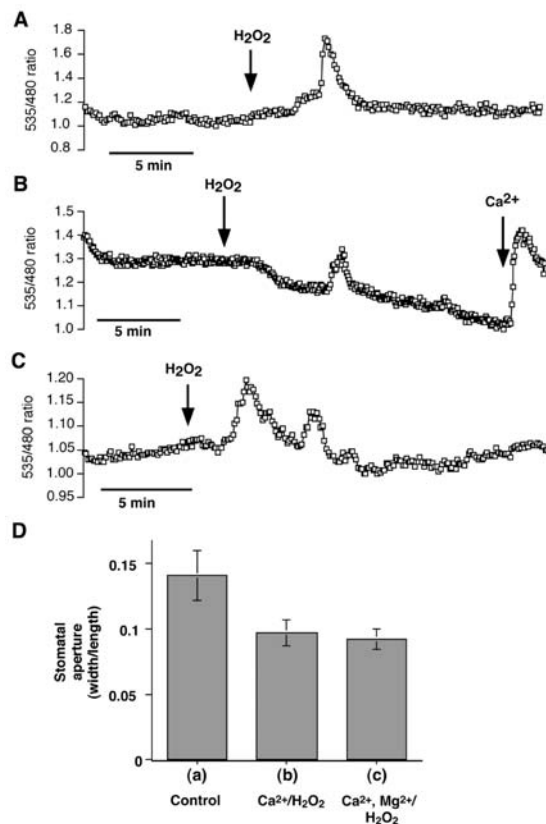 A
H2O2
535/480 ratio
1.8
1.6
1.4
1.2
1.0
0.8
5 min
B
H2O2
Ca2+
535/480 ratio
1.5
1.4
1.3
1.2
1.1
1.0
5 min
C
H2O2
535/480 ratio
1.20
1.15
1.10
1.05
1.00
0.95
5 min
D
Stomatal
aperture
(width/length)
0.15
0.1
0.05
0
(a) (b) (c)
Control Ca2+/H2O2 Ca2+, Mg2+/
H2O2